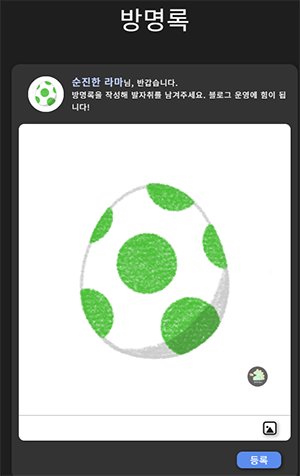 방명록
순진한 라마님, 반갑습니다.
방명록을 작성해 발자취를 남겨주세요. 블로그 운영에 힘이 됩
니다!
등록